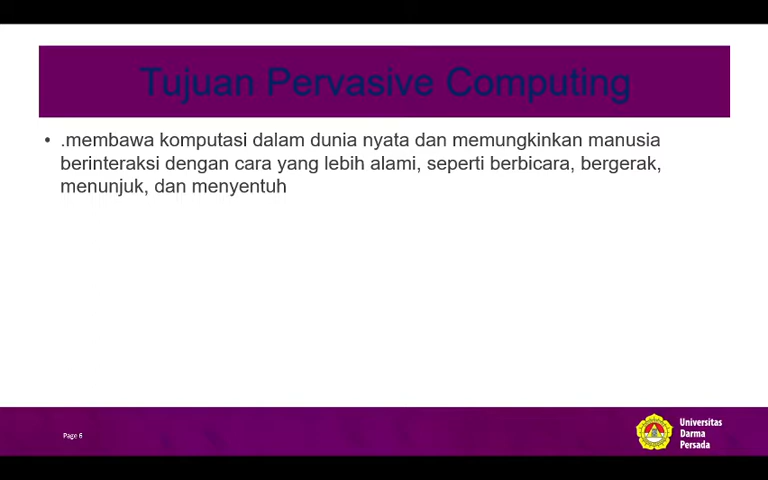 Tujuan Pervasive Computing
• .membawa komputasi dalam dunia nyata dan memungkinkan manusia
berinteraksi dengan cara yang lebih alami, seperti berbicara, bergerak,
menunjuk, dan menyentuh
Page 6
Universitas
Darma
Persada